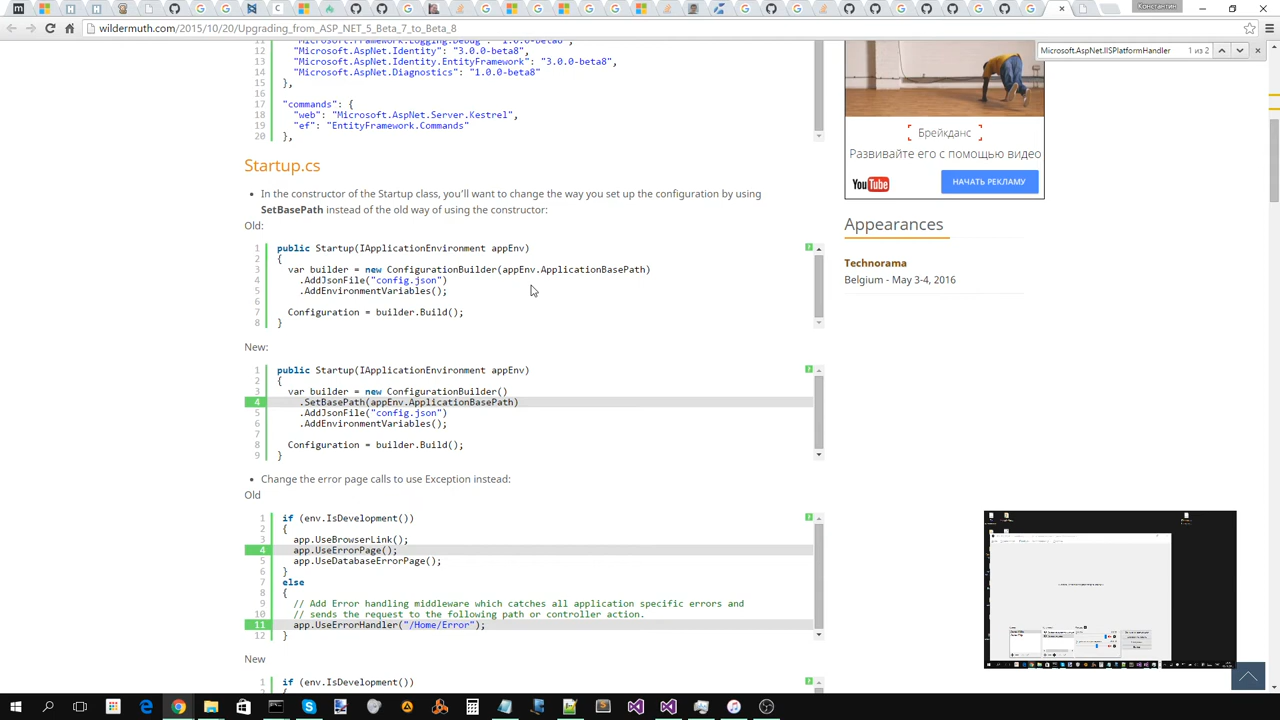 Константин
wildermuth.com/2015/10/20/Upgrading_from_ASP_NET_5_Beta_7_to_Beta_8
Microsoft.AspNet.IISPlatformHandler 1 из 2
11 "Microsoft.Framework.Logging.Debug": "1.0.0-beta8",
12 "Microsoft.AspNet.Identity": "3.0.0-beta8",
13 "Microsoft.AspNet.Identity.EntityFramework": "3.0.0-beta8",
14 "Microsoft.AspNet.Diagnostics": "1.0.0-beta8"
15 },
16
17 "commands": {
18 "web": "Microsoft.AspNet.Server.Kestrel",
19 "ef": "EntityFramework.Commands"
20 },
Startup.cs
• In the constructor of the Startup class, you'll want to change the way you set up the configuration by using
SetBasePath instead of the old way of using the constructor:
Old:
1 public Startup(IApplicationEnvironment appEnv)
2 {
3 var builder = new ConfigurationBuilder(appEnv.ApplicationBasePath)
4 .AddJsonFile("config.json")
5 .AddEnvironmentVariables();
6
7 Configuration = builder.Build();
8 }
New:
1 public Startup(IApplicationEnvironment appEnv)
2 {
3 var builder = new ConfigurationBuilder()
4 .SetBasePath(appEnv.ApplicationBasePath)
5 .AddJsonFile("config.json")
6 .AddEnvironmentVariables();
7
8 Configuration = builder.Build();
9 }
• Change the error page calls to use Exception instead:
Old
1 if (env.IsDevelopment())
2 {
3 app.UseBrowserLink();
4 app.UseErrorPage();
5 app.UseDatabaseErrorPage();
6 }
7 else
8 {
9 // Add Error handling middleware which catches all application specific errors and
10 // sends the request to the following path or controller action.
11 app.UseErrorHandler("/Home/Error");
12 }
New
1 if (env.IsDevelopment())
2 {
Брейкданс
Развивайте его с помощью видео
YouTube
НАЧАТЬ РЕКЛАМУ
Appearances
Technorama
Belgium - May 3-4, 2016